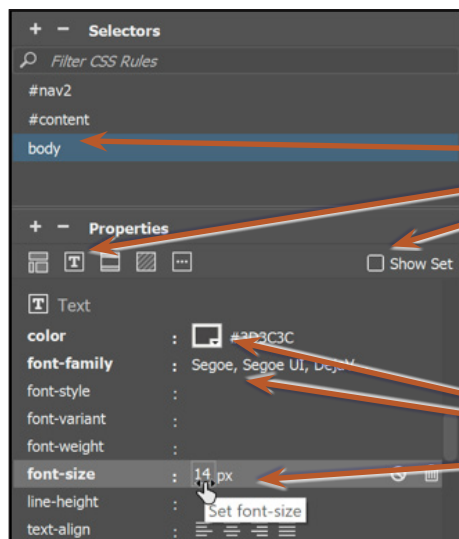 + − Selectors
Filter CSS Rules
#nav2
#content
body
+ − Properties
T Show Set
T Text
color : #3D3C3C
font-family : Segoe, Segoe UI, DejaV
font-style :
font-variant :
font-weight :
font-size : 14 px
line-height :
Set font-size
text-align :